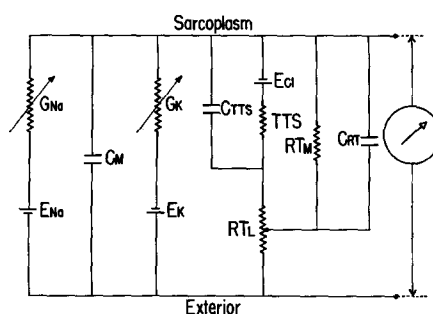 Sarcoplasm
GNa
CM
GK
CTTS
ECl
TTS
RTM
CRT
ENa
EK
RTL
Exterior